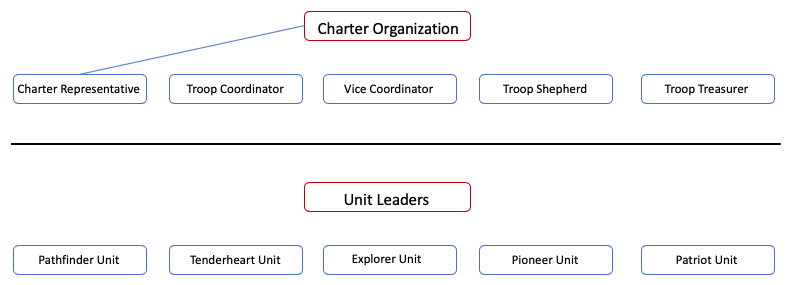 Charter Organization
Charter Representative
Troop Coordinator
Vice Coordinator
Troop Shepherd
Troop Treasurer
Unit Leaders
Pathfinder Unit
Tenderheart Unit
Explorer Unit
Pioneer Unit
Patriot Unit